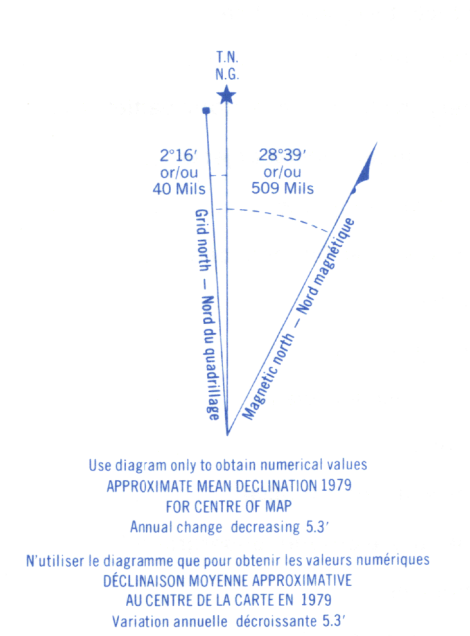 T.N.
N.G.
2°16′
or/ou
40 Mils
28°39′
or/ou
509 Mils
Grid north — Nord du quadrillage
Magnetic north — Nord magnétique
Use diagram only to obtain numerical values
APPROXIMATE MEAN DECLINATION 1979
FOR CENTRE OF MAP
Annual change decreasing 5.3′
N'utiliser le diagramme que pour obtenir les valeurs numériques
DÉCLINAISON MOYENNE APPROXIMATIVE
AU CENTRE DE LA CARTE EN 1979
Variation annuelle décroissante 5.3′